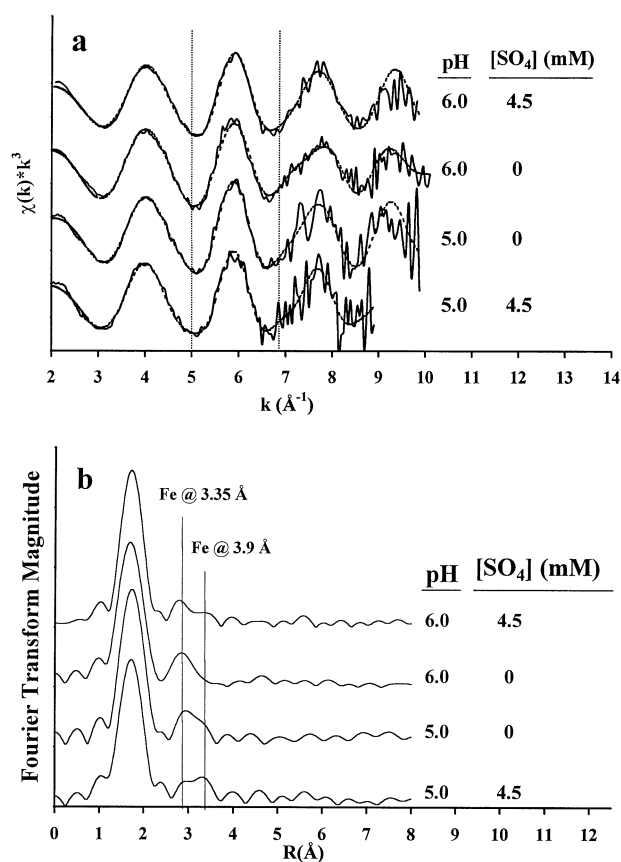 a
pH [SO4] (mM)
6.0 4.5
6.0 0
5.0 0
5.0 4.5
χ(k)*k³
2 3 4 5 6 7 8 9 10 11 12 13 14
k (Å⁻¹)
b
Fe @ 3.35 Å
Fe @ 3.9 Å
pH [SO4] (mM)
6.0 4.5
6.0 0
5.0 0
5.0 4.5
Fourier Transform Magnitude
0 1 2 3 4 5 6 7 8 9 10 11 12
R(Å)